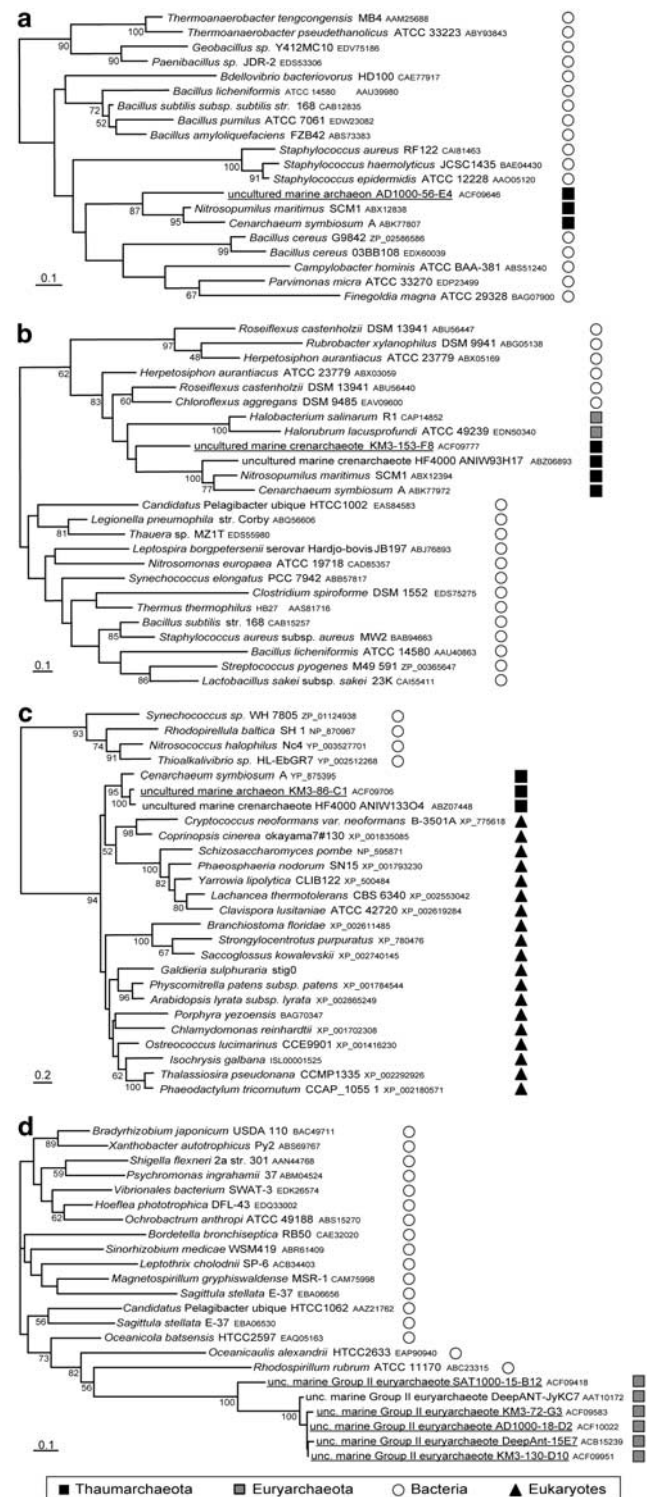 a
Thermoanaerobacter tengcongensis MB4 AAM25688
100
Thermoanaerobacter pseudethanolicus ATCC 33223 ABY93843
90
Geobacillus sp. Y412MC10 EDV75186
90
Paenibacillus sp. JDR-2 EDS53306
Bdellovibrio bacteriovorus HD100 CAE77917
Bacillus licheniformis ATCC 14580 AAU39980
72
Bacillus subtilis subsp. subtilis str. 168 CAB12835
52
Bacillus pumilus ATCC 7061 EDW23082
Bacillus amyloliquefaciens FZB42 ABS73383
Staphylococcus aureus RF122 CAI81463
100
Staphylococcus haemolyticus JCSC1435 BAE04430
91
Staphylococcus epidermidis ATCC 12228 AAO05120
uncultured marine archaeon AD1000-56-E4 ACF09646
87
Nitrosopumilus maritimus SCM1 ABX12838
95
Cenarchaeum symbiosum A ABK77807
Bacillus cereus G9842 ZP_02586586
99
Bacillus cereus 03BB108 EDX60039
Campylobacter hominis ATCC BAA-381 ABS51240
0.1
Parvimonas micra ATCC 33270 EDP23499
67
Finegoldia magna ATCC 29328 BAG07900
b
Roseiflexus castenholzii DSM 13941 ABU56447
97
Rubrobacter xylanophilus DSM 9941 ABG05138
48
Herpetosiphon aurantiacus ATCC 23779 ABX05169
62
Herpetosiphon aurantiacus ATCC 23779 ABX03059
83
Roseiflexus castenholzii DSM 13941 ABU56440
60
Chloroflexus aggregans DSM 9485 EAV09600
Halobacterium salinarum R1 CAP14852
100
Halorubrum lacusprofundi ATCC 49239 EDN50340
uncultured marine crenarchaeote KM3-153-F8 ACF09777
uncultured marine crenarchaeote HF4000 ANIW93H17 ABZ06893
100
Nitrosopumilus maritimus SCM1 ABX12394
77
Cenarchaeum symbiosum A ABK77972
Candidatus Pelagibacter ubique HTCC1002 EAS84583
Legionella pneumophila str. Corby ABQ56606
81
Thauera sp. MZ1T EDS55980
Leptospira borgpetersenii serovar Hardjo-bovis JB197 ABJ76893
Nitrosomonas europaea ATCC 19718 CAD85357
Synechococcus elongatus PCC 7942 ABB57817
Clostridium spiroforme DSM 1552 EDS75275
Thermus thermophilus HB27 AAS81716
Bacillus subtilis str. 168 CAB15257
85
Staphylococcus aureus subsp. aureus MW2 BAB94663
Bacillus licheniformis ATCC 14580 AAU40863
0.1
Streptococcus pyogenes M49 591 ZP_00365647
86
Lactobacillus sakei subsp. sakei 23K CAI55411
c
Synechococcus sp. WH 7805 ZP_01124938
93
Rhodopirellula baltica SH 1 NP_870967
74
Nitrosococcus halophilus Nc4 YP_003527701
91
Thioalkalivibrio sp. HL-EbGR7 YP_002512268
Cenarchaeum symbiosum A YP_875395
95
uncultured marine archaeon KM3-86-C1 ACF09706
100
uncultured marine crenarchaeote HF4000 ANIW133O4 ABZ07448
Cryptococcus neoformans var. neoformans B-3501A XP_775618
98
Coprinopsis cinerea okayama7#130 XP_001835085
52
Schizosaccharomyces pombe NP_595871
100
Phaeosphaeria nodorum SN15 XP_001793230
82
Yarrowia lipolytica CLIB122 XP_500484
Lachancea thermotolerans CBS 6340 XP_002553042
80
Clavispora lusitaniae ATCC 42720 XP_002619284
94
Branchiostoma floridae XP_002611485
100
Strongylocentrotus purpuratus XP_780476
67
Saccoglossus kowalevskii XP_002740145
Galdieria sulphuraria stig0
Physcomitrella patens subsp. patens XP_001784544
96
Arabidopsis lyrata subsp. lyrata XP_002865249
Porphyra yezoensis BAG70347
Chlamydomonas reinhardtii XP_001702308
Ostreococcus lucimarinus CCE9901 XP_001416230
Isochrysis galbana ISL00001525
62
0.2
Thalassiosira pseudonana CCMP1335 XP_002292926
100
Phaeodactylum tricornutum CCAP_1055 1 XP_002180571
d
Bradyrhizobium japonicum USDA 110 BAC49711
89
Xanthobacter autotrophicus Py2 ABS69767
Shigella flexneri 2a str. 301 AAN44768
59
Psychromonas ingrahamii 37 ABM04524
Vibrionales bacterium SWAT-3 EDK26574
Hoeflea phototrophica DFL-43 EDQ33002
62
Ochrobactrum anthropi ATCC 49188 ABS15270
Bordetella bronchiseptica RB50 CAE32020
Sinorhizobium medicae WSM419 ABR61409
Leptothrix cholodnii SP-6 ACB34403
Magnetospirillum gryphiswaldense MSR-1 CAM75998
Sagittula stellata E-37 EBA06656
Candidatus Pelagibacter ubique HTCC1062 AAZ21762
56
Sagittula stellata E-37 EBA06530
Oceanicola batsensis HTCC2597 EAQ05163
73
Oceanicaulis alexandrii HTCC2633 EAP90940
82
Rhodospirillum rubrum ATCC 11170 ABC23315
56
unc. marine Group II euryarchaeote SAT1000-15-B12 ACF09418
100
unc. marine Group II euryarchaeote DeepANT-JyKC7 AAT10172
unc. marine Group II euryarchaeote KM3-72-G3 ACF09583
100
unc. marine Group II euryarchaeote AD1000-18-D2 ACF10022
unc. marine Group II euryarchaeote DeepAnt-15E7 ACB15239
0.1
unc. marine Group II euryarchaeote KM3-130-D10 ACF09951
Thaumarchaeota Euryarchaeota Bacteria Eukaryotes